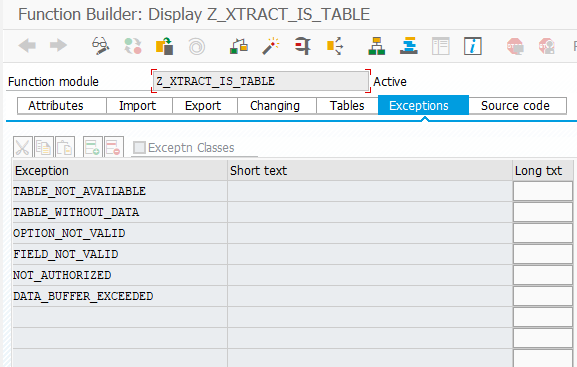 Function Builder: Display Z_XTRACT_IS_TABLE
Function module Z_XTRACT_IS_TABLE Active
Attributes Import Export Changing Tables Exceptions Source code
Exceptn Classes
Exception Short text Long txt
TABLE_NOT_AVAILABLE
TABLE_WITHOUT_DATA
OPTION_NOT_VALID
FIELD_NOT_VALID
NOT_AUTHORIZED
DATA_BUFFER_EXCEEDED